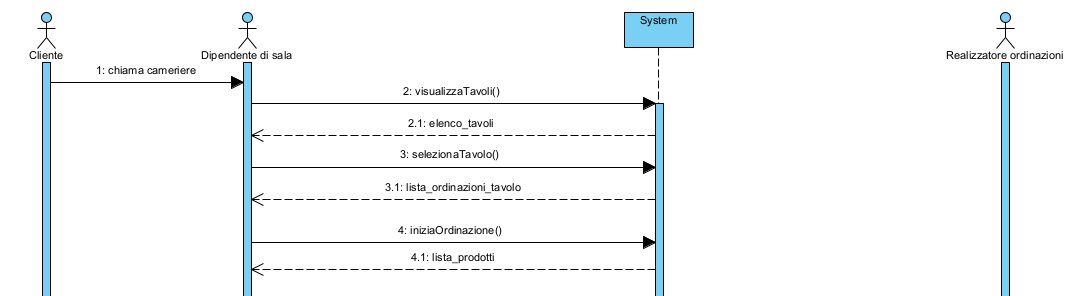 System
Cliente
Dipendente di sala
Realizzatore ordinazioni
1: chiama cameriere
2: visualizzaTavoli()
2.1: elenco_tavoli
3: selezionaTavolo()
3.1: lista_ordinazioni_tavolo
4: iniziaOrdinazione()
4.1: lista_prodotti